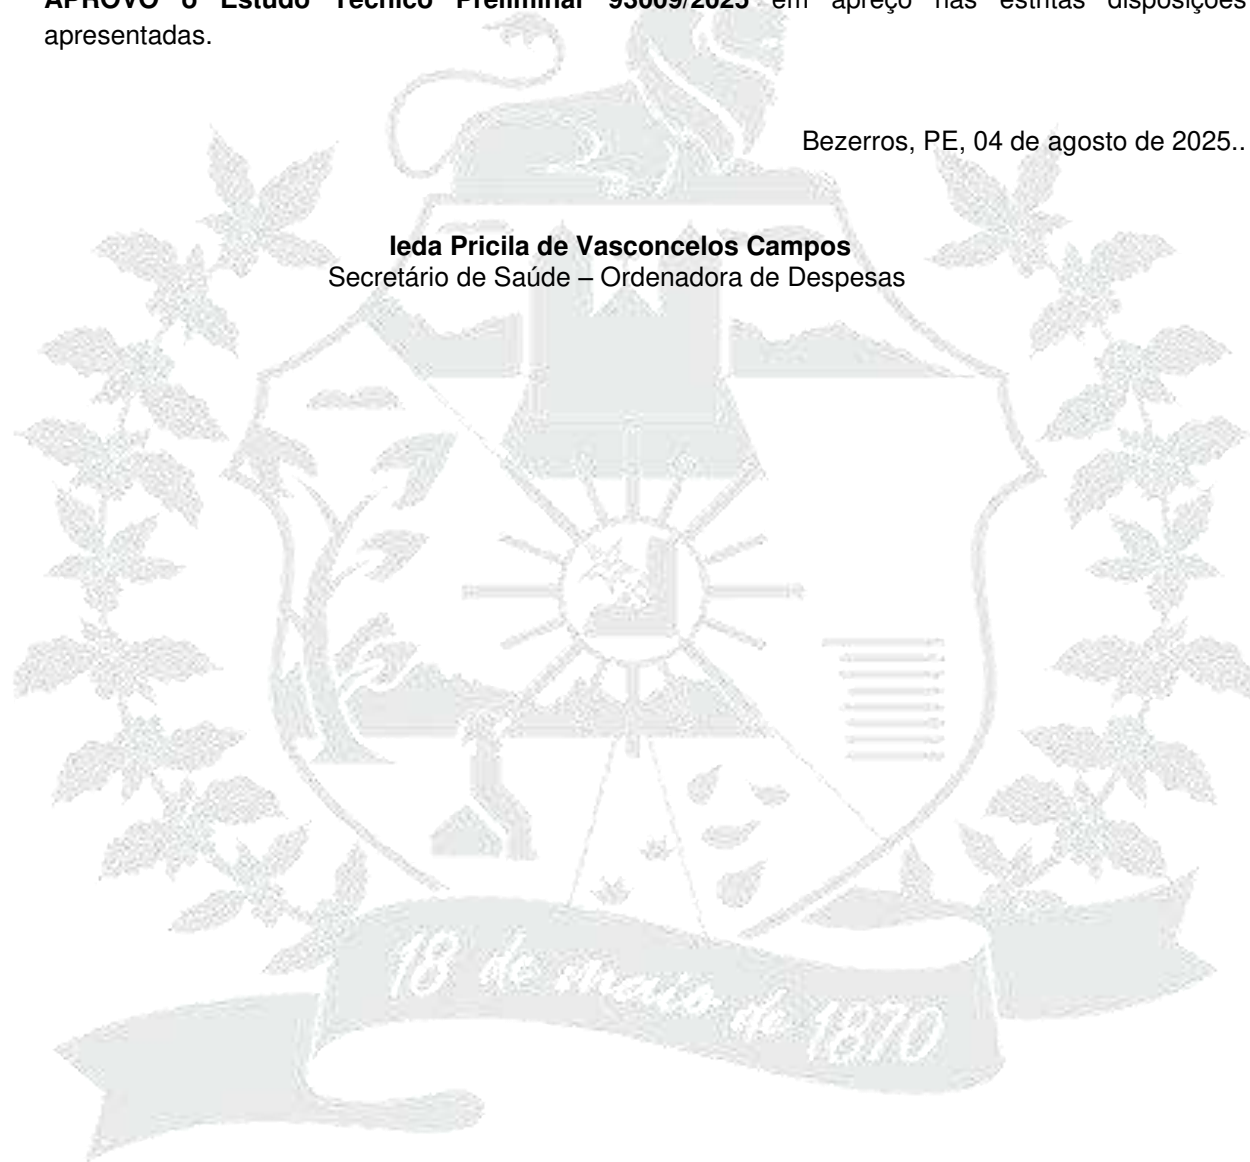 APROVO o Estudo Técnico Preliminar 93009/2025 em apreço nas estritas disposições
apresentadas.
Bezerros, PE, 04 de agosto de 2025..
Ieda Pricila de Vasconcelos Campos
Secretário de Saúde – Ordenadora de Despesas
18 de maio de 1870